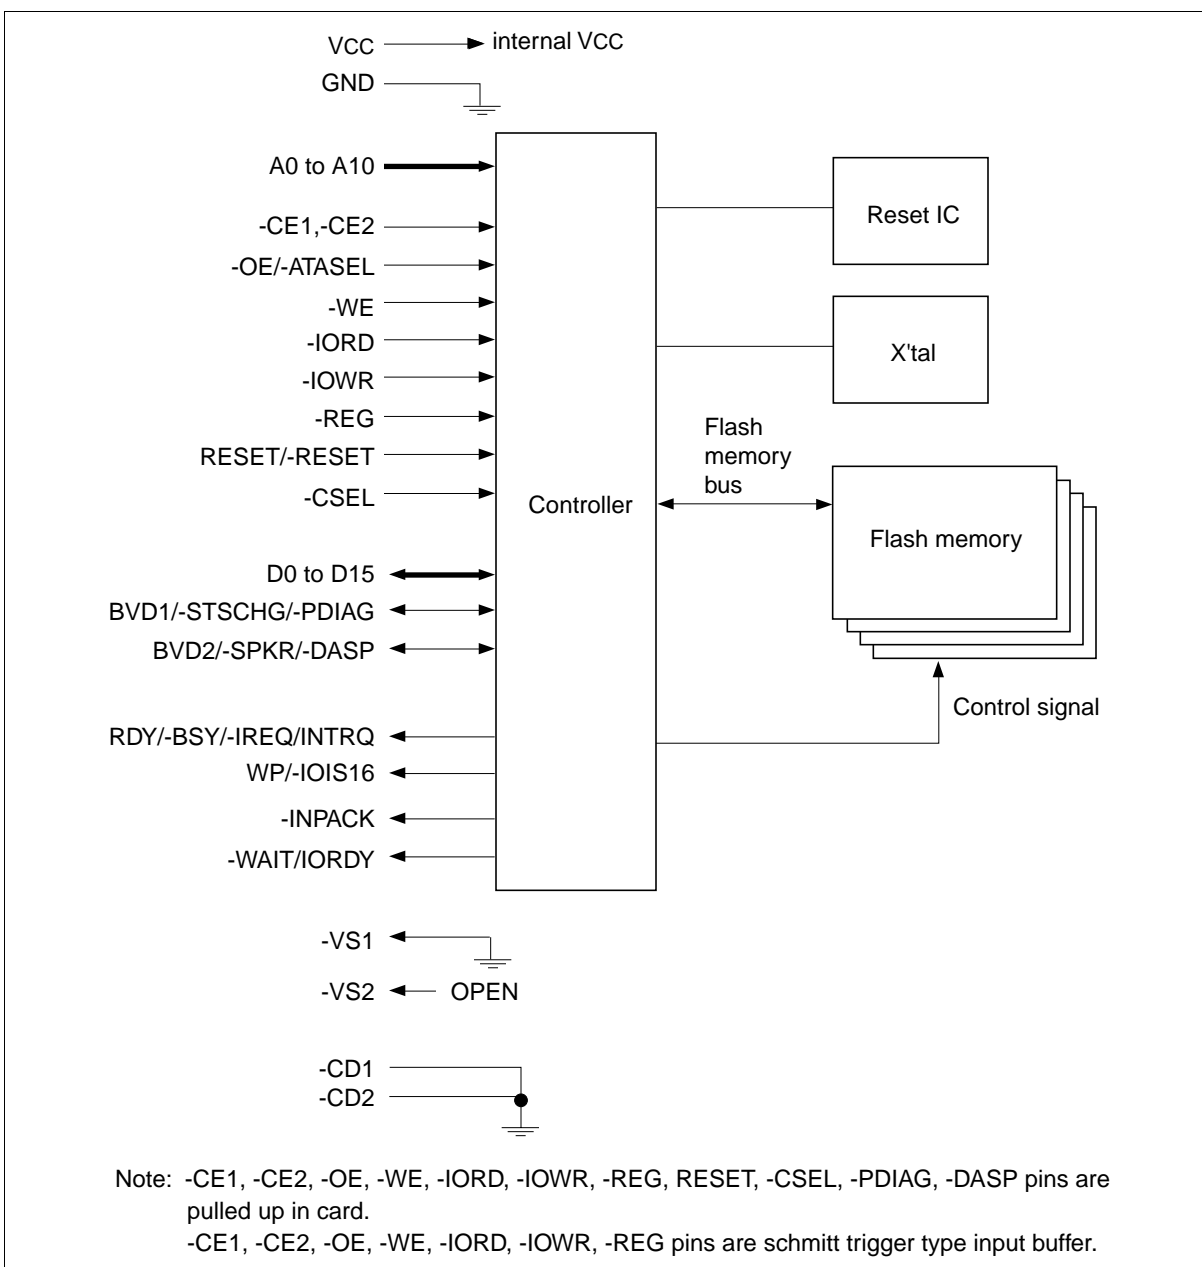 VCC
internal VCC
GND
A0 to A10
-CE1,-CE2
-OE/-ATASEL
-WE
-IORD
-IOWR
-REG
RESET/-RESET
-CSEL
D0 to D15
BVD1/-STSCHG/-PDIAG
BVD2/-SPKR/-DASP
RDY/-BSY/-IREQ/INTRQ
WP/-IOIS16
-INPACK
-WAIT/IORDY
Controller
Reset IC
X'tal
Flash
memory
bus
Flash memory
Control signal
-VS1
-VS2
OPEN
-CD1
-CD2
Note: -CE1, -CE2, -OE, -WE, -IORD, -IOWR, -REG, RESET, -CSEL, -PDIAG, -DASP pins are
pulled up in card.
-CE1, -CE2, -OE, -WE, -IORD, -IOWR, -REG pins are schmitt trigger type input buffer.